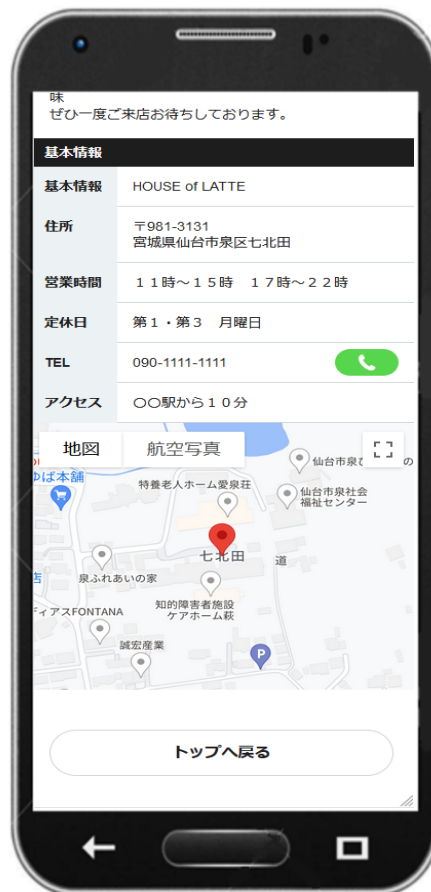 味
ぜひ一度ご来店お待ちしております。
基本情報
基本情報 HOUSE of LATTE
住所 〒981-3131
宮城県仙台市泉区七北田
営業時間 11時～15時 17時～22時
定休日 第1・第3 月曜日
TEL 090-1111-1111
アクセス 〇〇駅から10分
地図 航空写真
仙台市泉
の
ゆば本舗
特養老人ホーム愛泉荘
仙台市泉社会
福祉センター
七北田
道
泉ふれあいの家
店
知的障害者施設
ケアホーム萩
ディアスFONTANA
誠宏産業
P
トップへ戻る